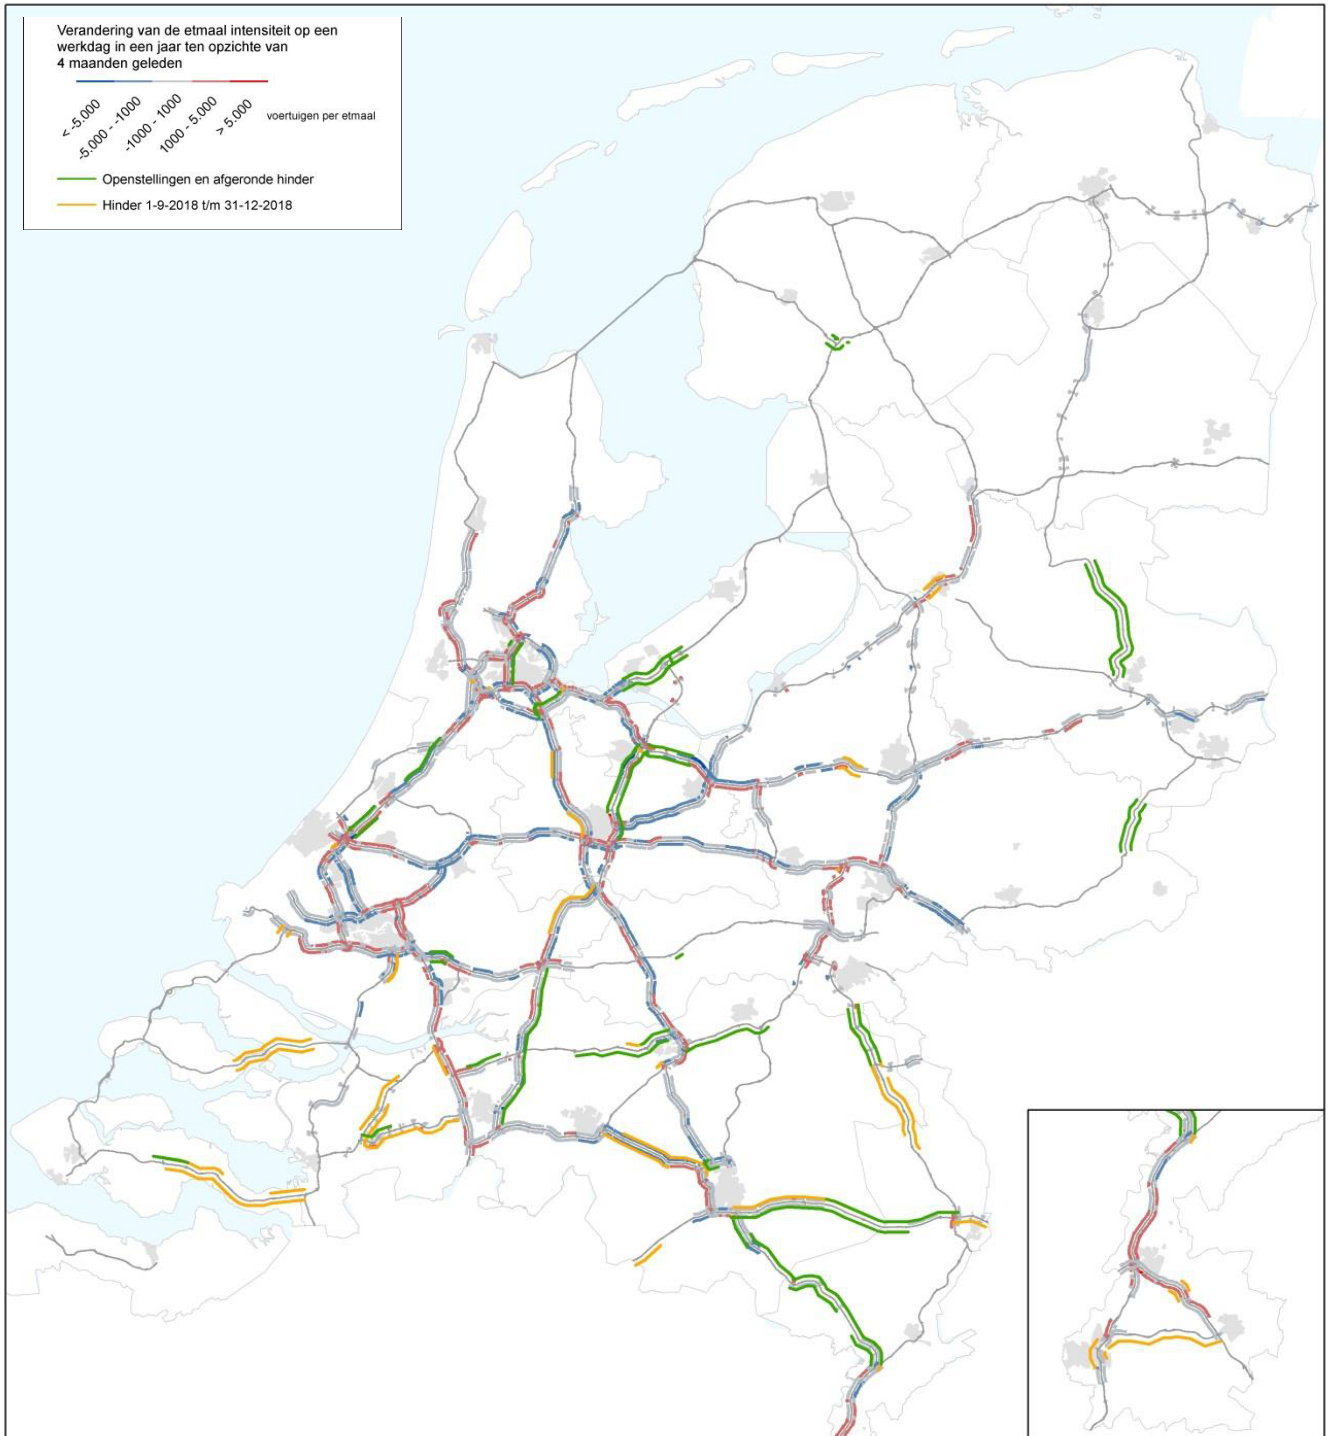 Verandering van de etmaal intensiteit op een
werkdag in een jaar ten opzichte van
4 maanden geleden
< -5.000
-5.000 - -1000
-1000 - 1000
1000 - 5.000
> 5.000
voertuigen per etmaal
Openstellingen en afgeronde hinder
Hinder 1-9-2018 t/m 31-12-2018